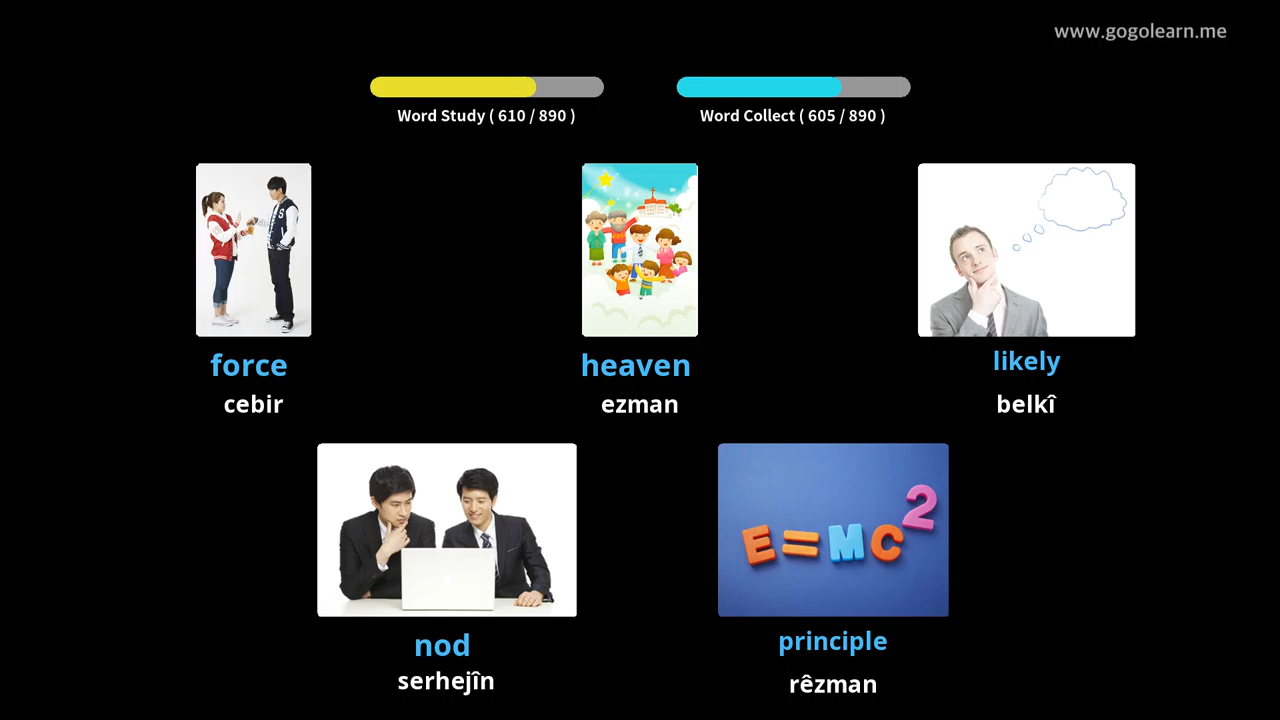 www.gogolearn.me
Word Study ( 610 / 890 )
Word Collect ( 605 / 890 )
force
heaven
likely
cebir
ezman
belkî
E=MC2
nod
principle
serhejîn
rêzman